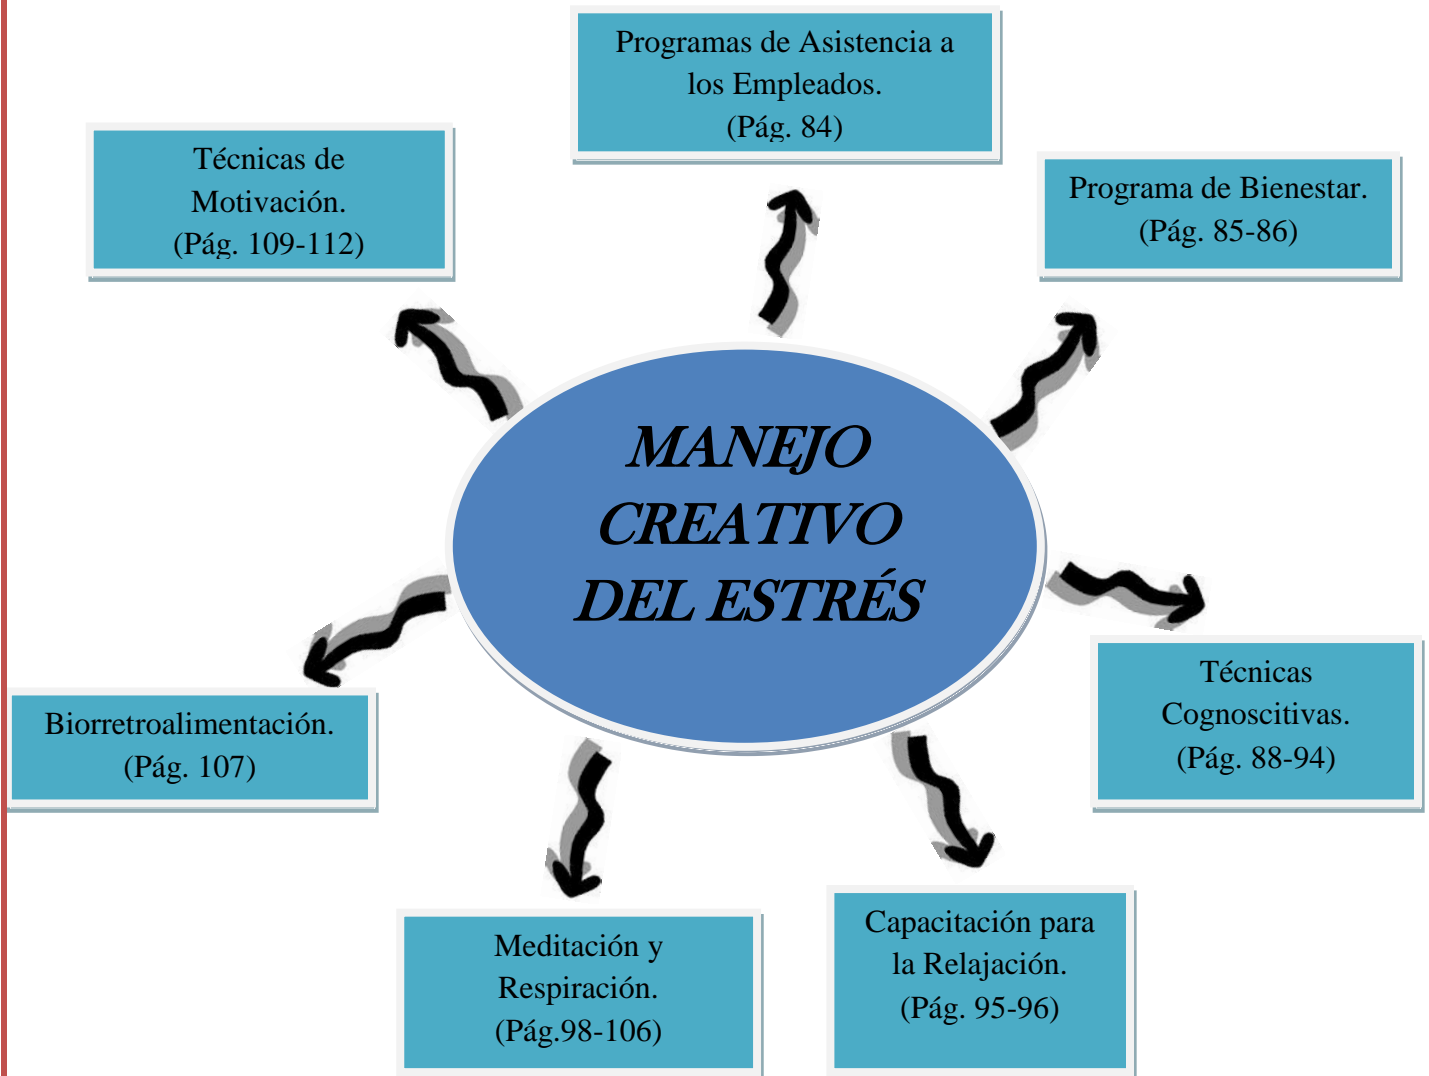 Programas de Asistencia a
los Empleados.
(Pág. 84)
Técnicas de
Motivación.
(Pág. 109-112)
Programa de Bienestar.
(Pág. 85-86)
MANEJO
CREATIVO
DEL ESTRÉS
Técnicas
Cognoscitivas.
(Pág. 88-94)
Biorretroalimentación.
(Pág. 107)
Capacitación para
la Relajación.
(Pág. 95-96)
Meditación y
Respiración.
(Pág.98-106)